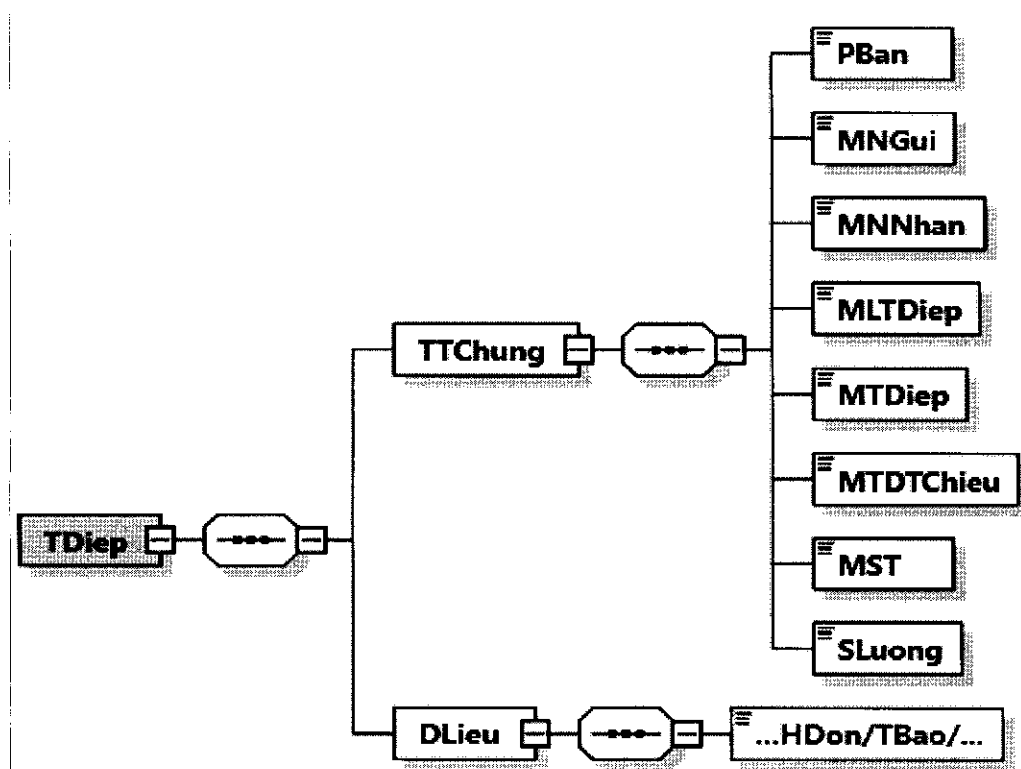 PBan
MNGui
MNNhan
MLTDiep
TTChung
MTDiep
MTDTChieu
TDiep
MST
SLuong
DLieu
...HDon/TBao/...